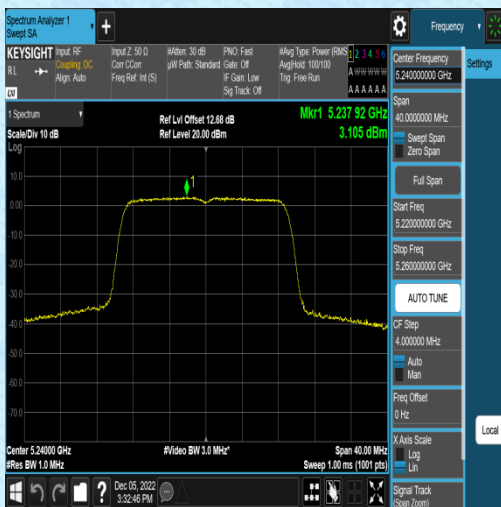 Spectrum Analyzer 1
Swept SA
+
Frequency
KEYSIGHT
RL
Input: RF
Coupling: DC
Align: Auto
Input Z: 50 Ω
Corr CCorr
Freq Ref: Int (S)
#Atten: 30 dB
µW Path: Standard
PNO: Fast
Gate: Off
IF Gain: Low
Sig Track: Off
#Avg Type: Power (RMS)
Avg|Hold: 100/100
Trig: Free Run
1 2 3 4 5 6
A W W W W W
A A A A A A
1 Spectrum
Scale/Div 10 dB
Log
Ref Lvl Offset 12.68 dB
Ref Level 20.00 dBm
Mkr1 5.237 92 GHz
3.105 dBm
1
10.0
0.00
-10.0
-20.0
-30.0
-40.0
-50.0
-60.0
-70.0
Center 5.24000 GHz
#Res BW 1.0 MHz
#Video BW 3.0 MHz*
Span 40.00 MHz
Sweep 1.00 ms (1001 pts)
Center Frequency
5.240000000 GHz
Settings
Span
40.0000000 MHz
Swept Span
Zero Span
Full Span
Start Freq
5.220000000 GHz
Stop Freq
5.260000000 GHz
AUTO TUNE
CF Step
4.000000 MHz
Auto
Man
Freq Offset
0 Hz
X Axis Scale
Log
Lin
Signal Track
(Span Zoom)
Local
?
Dec 05, 2022
3:32:46 PM